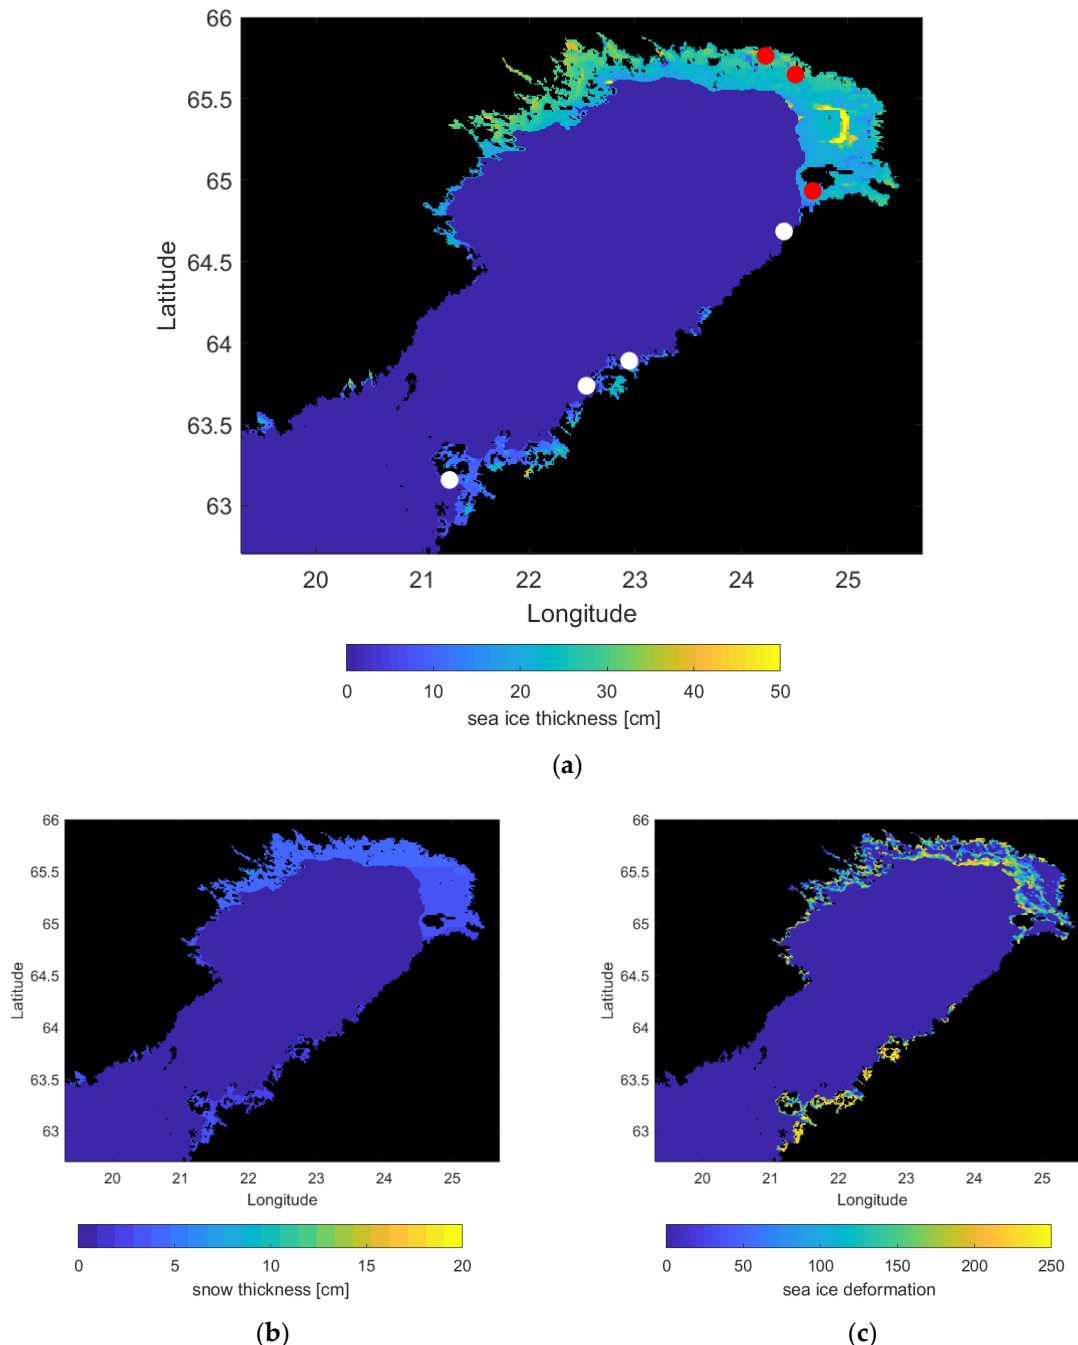 66
65.5
65
64.5
64
63.5
63
Latitude
20 21 22 23 24 25
Longitude
0 10 20 30 40 50
sea ice thickness [cm]
(a)
66
65.5
65
64.5
64
63.5
63
Latitude
20 21 22 23 24 25
Longitude
0 5 10 15 20
snow thickness [cm]
(b)
66
65.5
65
64.5
64
63.5
63
Latitude
20 21 22 23 24 25
Longitude
0 50 100 150 200 250
sea ice deformation
(c)